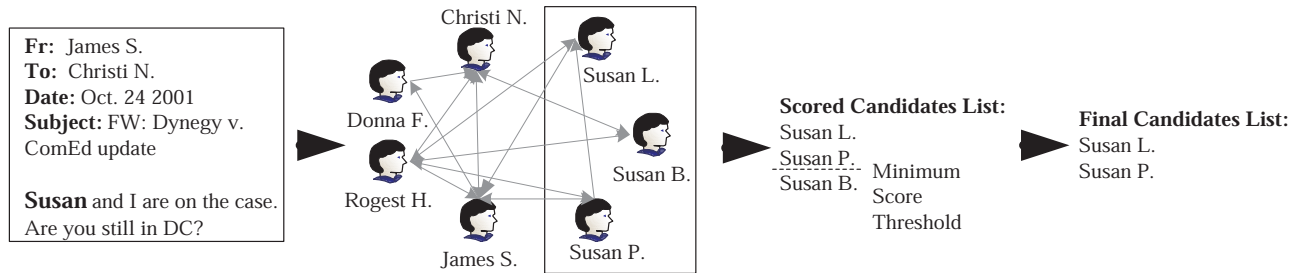 Fr: James S.
To: Christi N.
Date: Oct. 24 2001
Subject: FW: Dynegy v.
ComEd update
Susan and I are on the case.
Are you still in DC?
Christi N.
Donna F.
Rogest H.
James S.
Susan L.
Susan B.
Susan P.
Scored Candidates List:
Susan L.
Susan P.
Susan B.
Minimum
Score
Threshold
Final Candidates List:
Susan L.
Susan P.